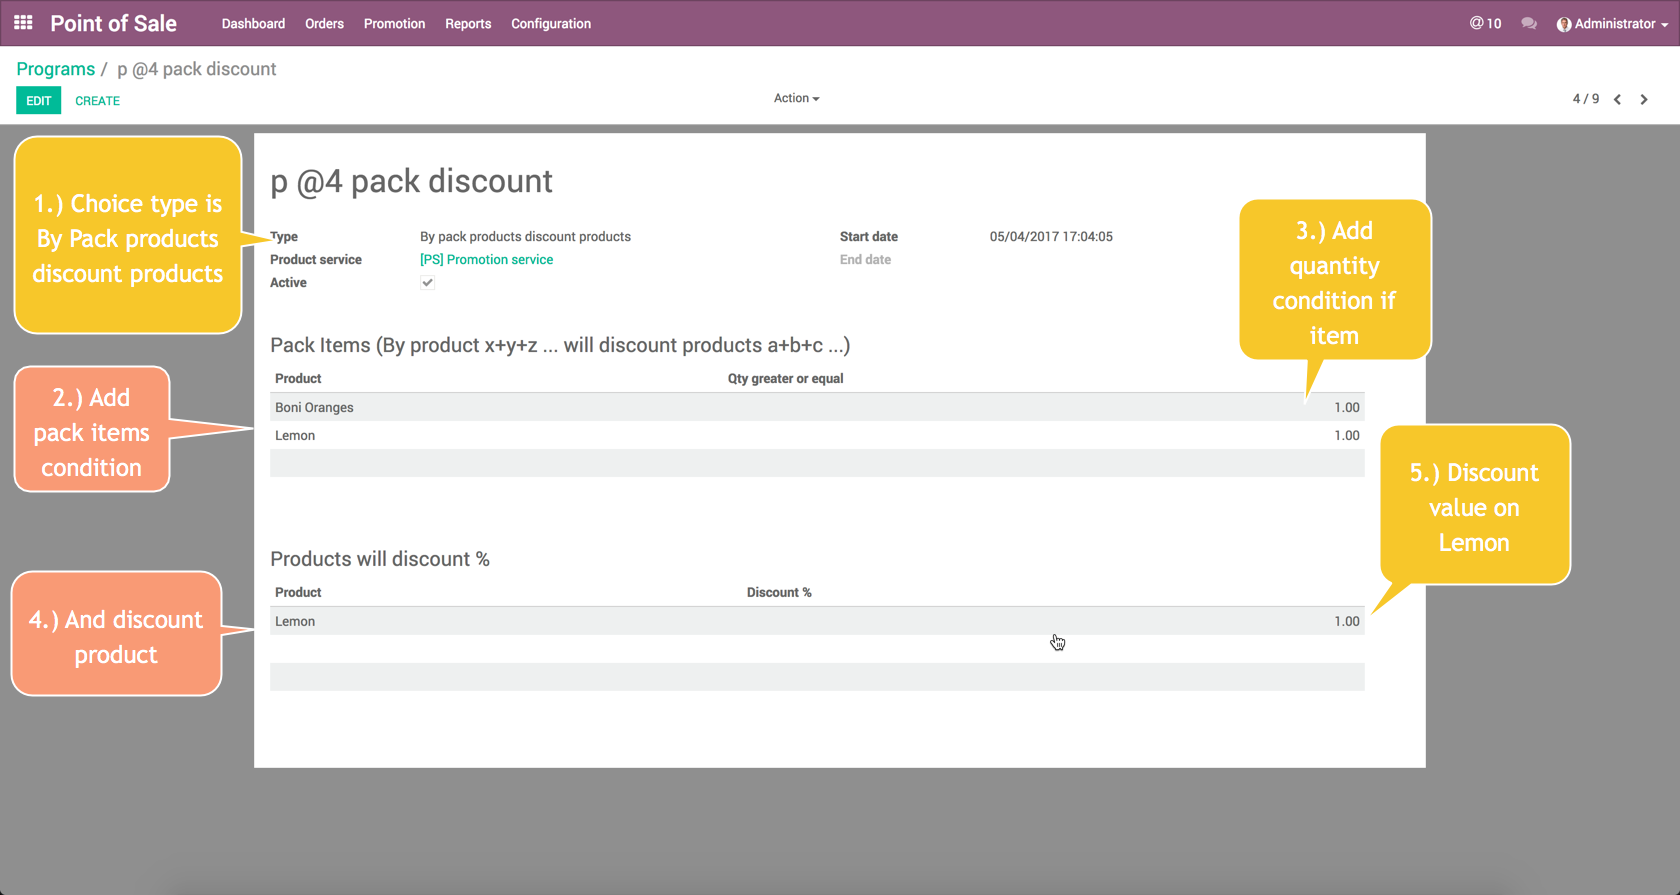 Point of Sale Dashboard Orders Promotion Reports Configuration @ 10 Administrator
Programs / p @4 pack discount
EDIT CREATE Action 4 / 9
1.) Choice type is
By Pack products
discount products
p @4 pack discount
Type By pack products discount products Start date 05/04/2017 17:04:05
Product service [PS] Promotion service End date
Active
3.) Add
quantity
condition if
item
Pack Items (By product x+y+z ... will discount products a+b+c ...)
Product Qty greater or equal
Boni Oranges 1.00
Lemon 1.00
2.) Add
pack items
condition
5.) Discount
value on
Lemon
Products will discount %
Product Discount %
Lemon 1.00
4.) And discount
product